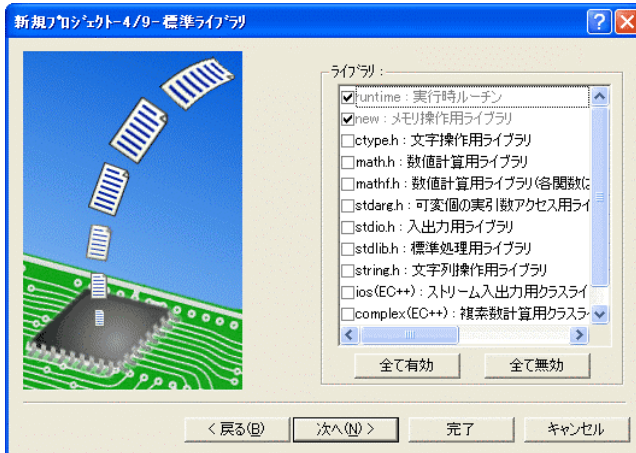 新規プロジェクト-4/9-標準ライブラリ
ライブラリ :
runtime : 実行時ルーチン
new : メモリ操作用ライブラリ
ctype.h : 文字操作用ライブラリ
math.h : 数値計算用ライブラリ
mathf.h : 数値計算用ライブラリ(各関数は
stdarg.h : 可変個の実引数アクセス用ライ
stdio.h : 入出力用ライブラリ
stdlib.h : 標準処理用ライブラリ
string.h : 文字列操作用ライブラリ
ios(EC++) : ストリーム入出力用クラスライ
complex(EC++) : 複素数計算用クラスラ
全て有効 全て無効
< 戻る(B) 次へ(N) > 完了 キャンセル